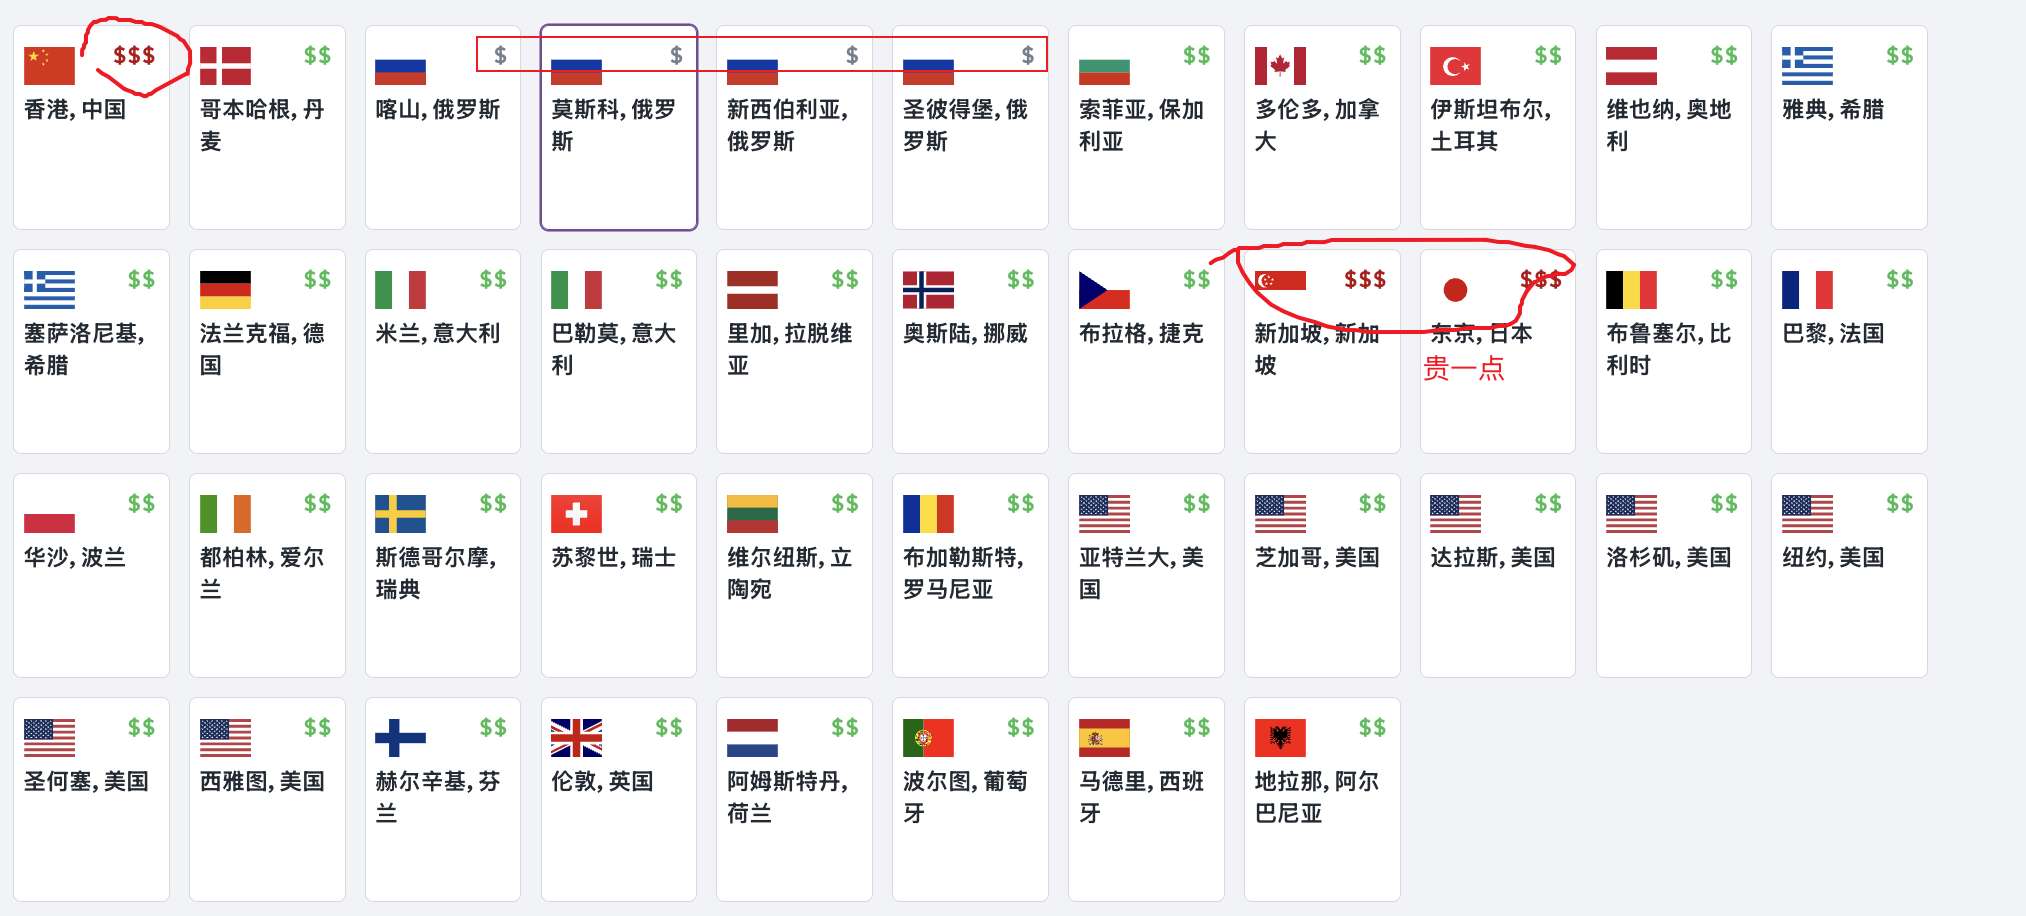 $$$
香港, 中国
$$
哥本哈根, 丹
麦
$
喀山, 俄罗斯
$
莫斯科, 俄罗
斯
$
新西伯利亚,
俄罗斯
$
圣彼得堡, 俄
罗斯
$$
索菲亚, 保加
利亚
$$
多伦多, 加拿
大
$$
伊斯坦布尔,
土耳其
$$
维也纳, 奥地
利
$$
雅典, 希腊
$$
塞萨洛尼基,
希腊
$$
法兰克福, 德
国
$$
米兰, 意大利
$$
巴勒莫, 意大
利
$$
里加, 拉脱维
亚
$$
奥斯陆, 挪威
$$
布拉格, 捷克
$$$
新加坡, 新加
坡
$$$
东京, 日本
贵一点
$$
布鲁塞尔, 比
利时
$$
巴黎, 法国
$$
华沙, 波兰
$$
都柏林, 爱尔
兰
$$
斯德哥尔摩,
瑞典
$$
苏黎世, 瑞士
$$
维尔纽斯, 立
陶宛
$$
布加勒斯特,
罗马尼亚
$$
亚特兰大, 美
国
$$
芝加哥, 美国
$$
达拉斯, 美国
$$
洛杉矶, 美国
$$
纽约, 美国
$$
圣何塞, 美国
$$
西雅图, 美国
$$
赫尔辛基, 芬
兰
$$
伦敦, 英国
$$
阿姆斯特丹,
荷兰
$$
波尔图, 葡萄
牙
$$
马德里, 西班
牙
$$
地拉那, 阿尔
巴尼亚